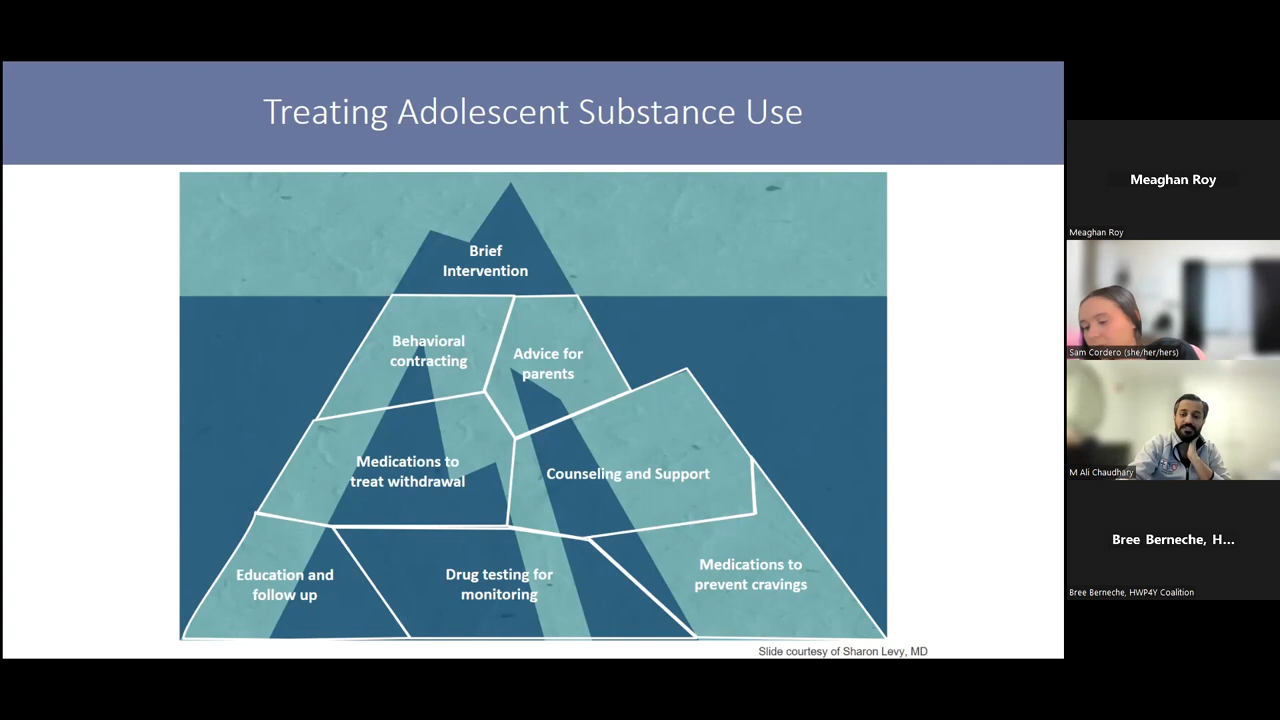 Treating Adolescent Substance Use
Brief
Intervention
Behavioral
contracting
Advice for
parents
Medications to
treat withdrawal
Counseling and Support
Education and
follow up
Drug testing for
monitoring
Medications to
prevent cravings
Slide courtesy of Sharon Levy, MD
Meaghan Roy
Meaghan Roy
Sam Cordero (she/her/hers)
M Ali Chaudhary
Bree Berneche, H...
Bree Berneche, HWP4Y Coalition